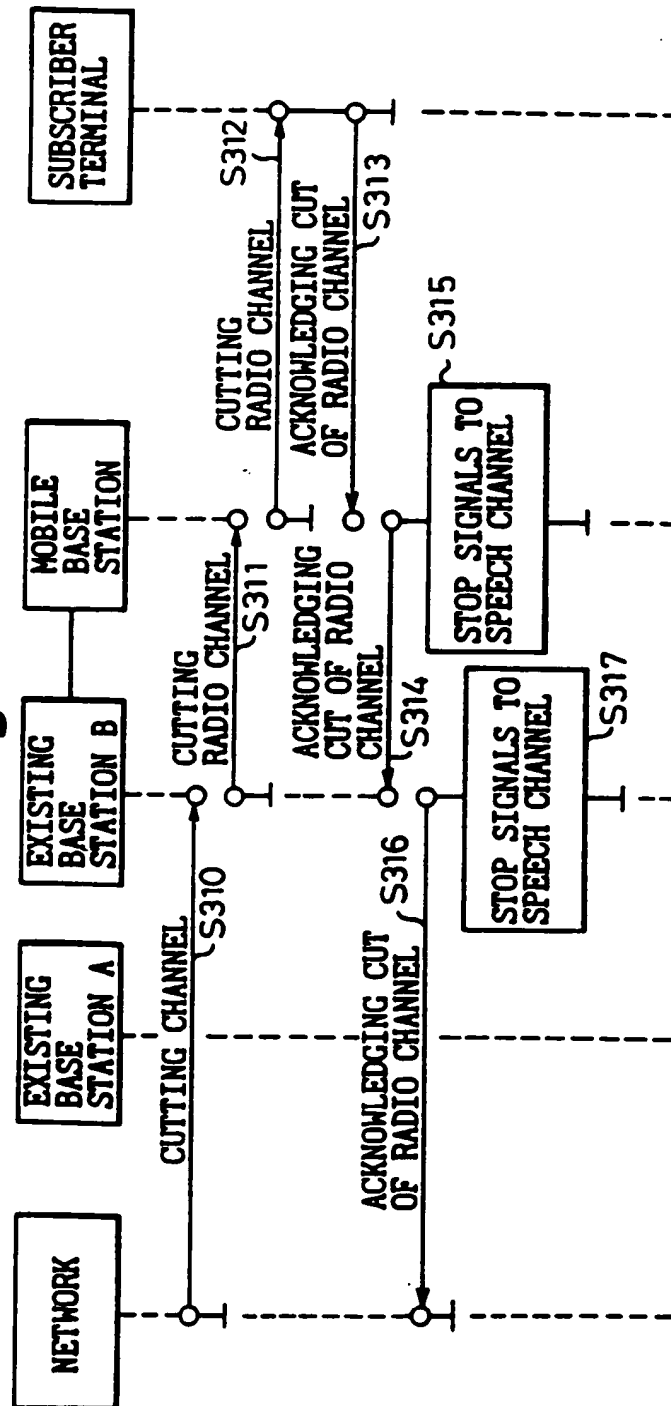 NETWORK
EXISTING
BASE
STATION A
EXISTING
BASE
STATION B
MOBILE
BASE
STATION
SUBSCRIBER
TERMINAL
CUTTING CHANNEL
S310
CUTTING
RADIO CHANNEL
S311
CUTTING
RADIO CHANNEL
S312
ACKNOWLEDGING CUT
OF RADIO CHANNEL
S313
ACKNOWLEDGING
CUT OF RADIO
CHANNEL
S314
STOP SIGNALS TO
SPEECH CHANNEL
S315
ACKNOWLEDGING CUT
OF RADIO CHANNEL
S316
STOP SIGNALS TO
SPEECH CHANNEL
S317